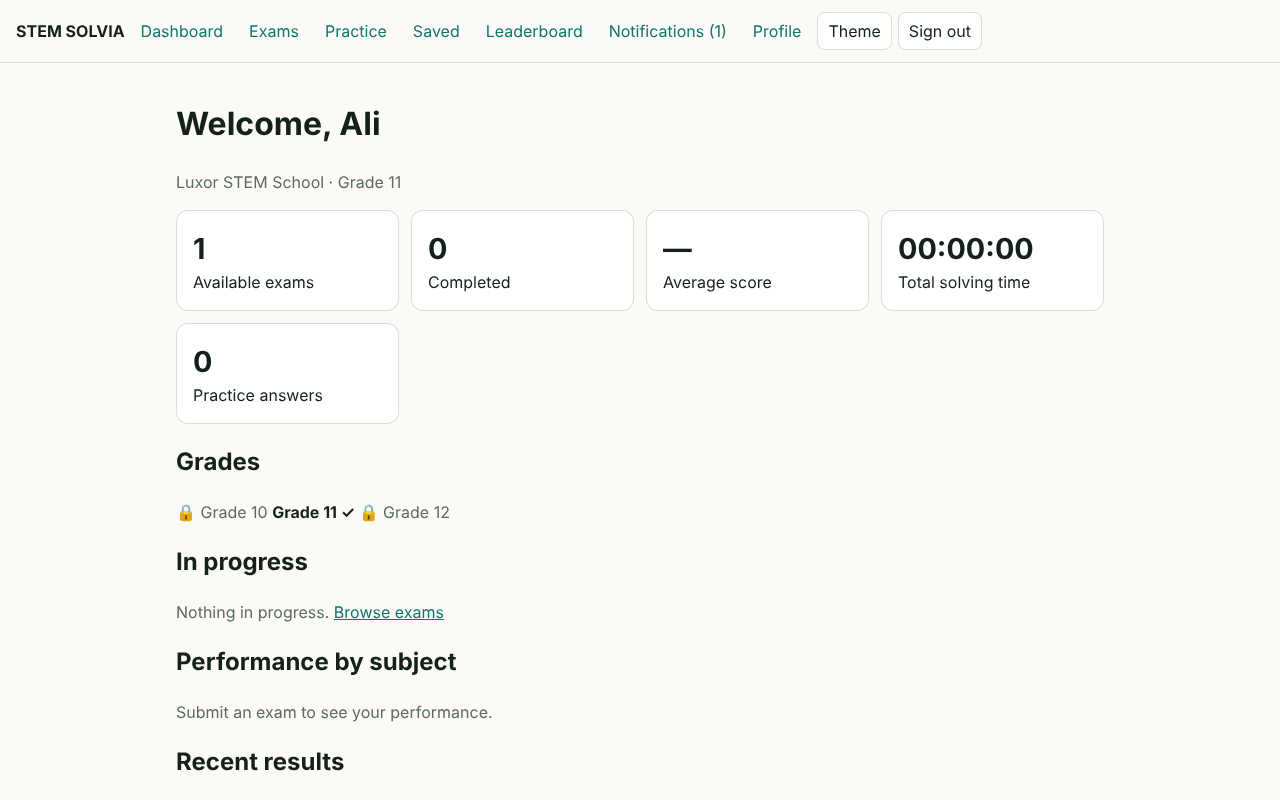 STEM SOLVIA Dashboard Exams Practice Saved Leaderboard Notifications (1) Profile Theme Sign out
Welcome, Ali
Luxor STEM School · Grade 11
1
Available exams
0
Completed
—
Average score
00:00:00
Total solving time
0
Practice answers
Grades
🔒 Grade 10 Grade 11 ✓ 🔒 Grade 12
In progress
Nothing in progress. Browse exams
Performance by subject
Submit an exam to see your performance.
Recent results